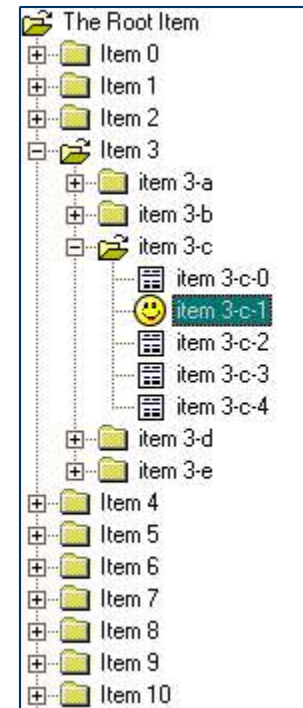 The Root Item
Item 0
Item 1
Item 2
Item 3
item 3-a
item 3-b
item 3-c
item 3-c-0
item 3-c-1
item 3-c-2
item 3-c-3
item 3-c-4
item 3-d
item 3-e
Item 4
Item 5
Item 6
Item 7
Item 8
Item 9
Item 10